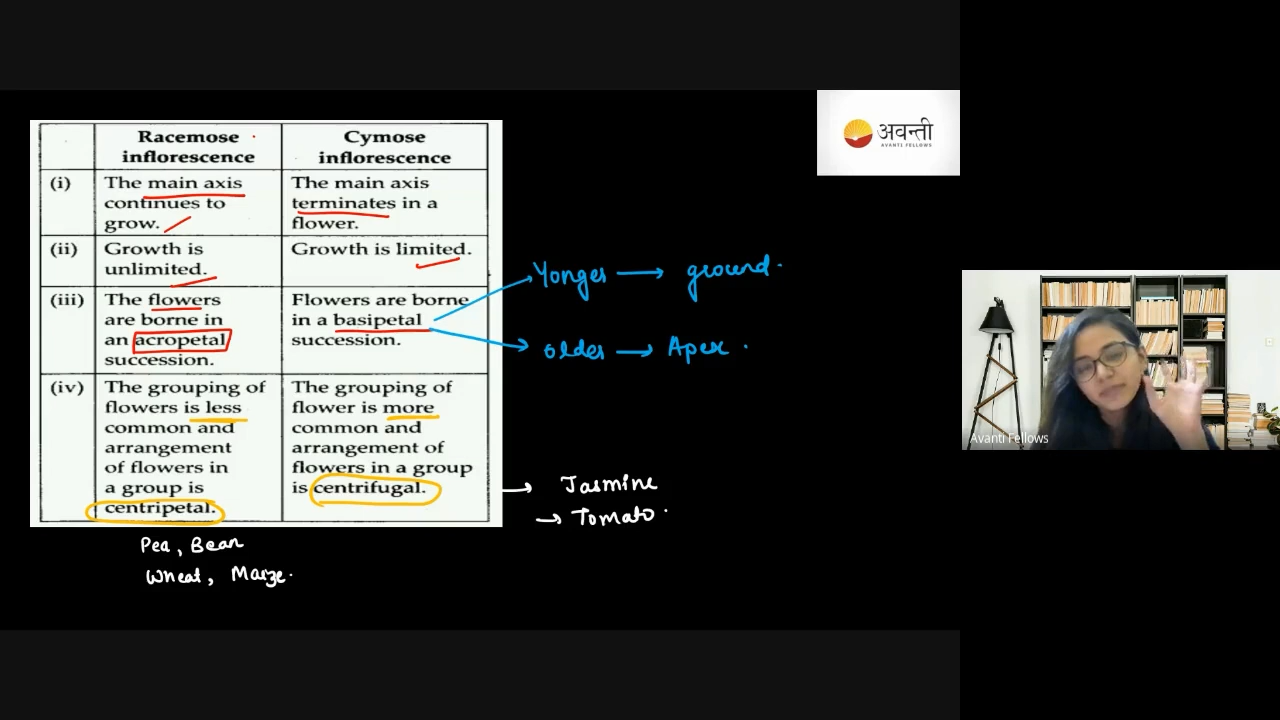 Racemose inflorescence
Cymose inflorescence
(i)
The main axis
continues to
grow.
The main axis
terminates in a
flower.
(ii)
Growth is
unlimited.
Growth is limited.
(iii)
The flowers
are borne in
an acropetal
succession.
Flowers are borne
in a basipetal
succession.
(iv)
The grouping of
flowers is less
common and
arrangement
of flowers in
a group is
centripetal.
The grouping of
flower is more
common and
arrangement of
flowers in a group
is centrifugal.
Yonger → ground.
older → Apex.
→ Jasmine
→ Tomato.
Pea, Bean
Wheat, Marze.
अवन्ती
AVANTI FELLOWS
Avanti Fellows